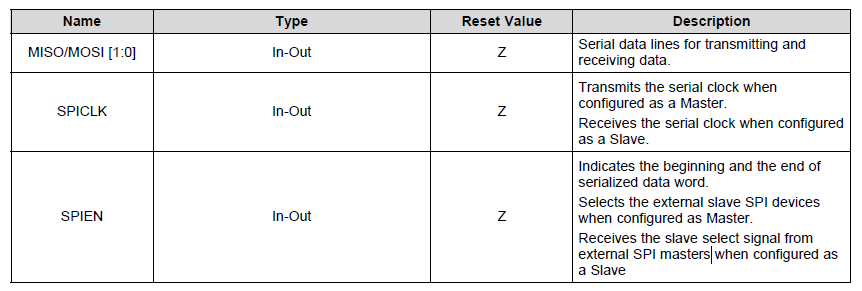 Name Type Reset Value Description
MISO/MOSI [1:0] In-Out Z Serial data lines for transmitting and
receiving data.
SPICLK In-Out Z Transmits the serial clock when
configured as a Master.
Receives the serial clock when configured
as a Slave.
SPIEN In-Out Z Indicates the beginning and the end of
serialized data word.
Selects the external slave SPI devices
when configured as Master.
Receives the slave select signal from
external SPI masters when configured as
a Slave